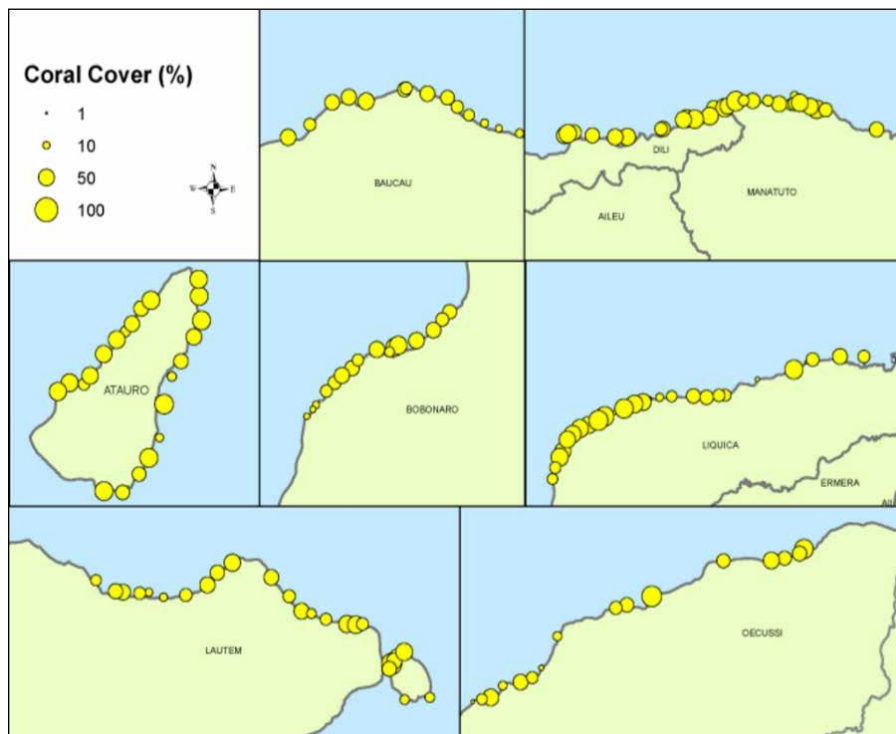 Coral Cover (%)
1
10
50
100
N
W E
S
BAUCAU
DILI
AILEU
MANATUTO
ATAURO
BOBONARO
LIQUICA
ERMERA
LAUTEM
OECUSSI